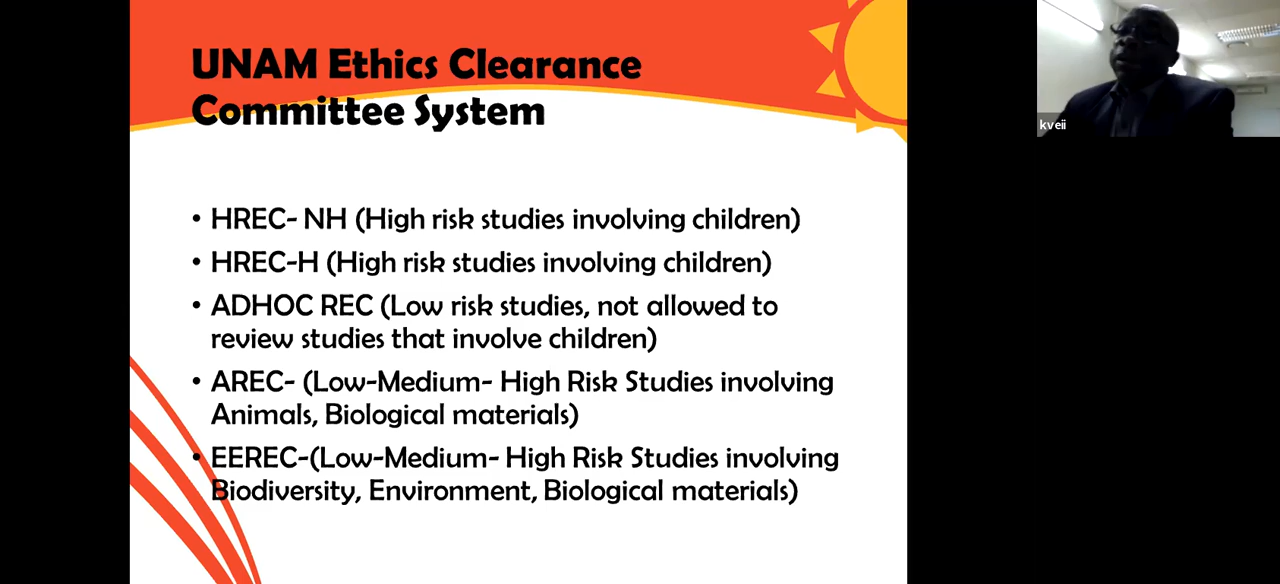 UNAM Ethics Clearance
Committee System
• HREC- NH (High risk studies involving children)
• HREC-H (High risk studies involving children)
• ADHOC REC (Low risk studies, not allowed to
review studies that involve children)
• AREC- (Low-Medium- High Risk Studies involving
Animals, Biological materials)
• EEREC-(Low-Medium- High Risk Studies involving
Biodiversity, Environment, Biological materials)
kveii